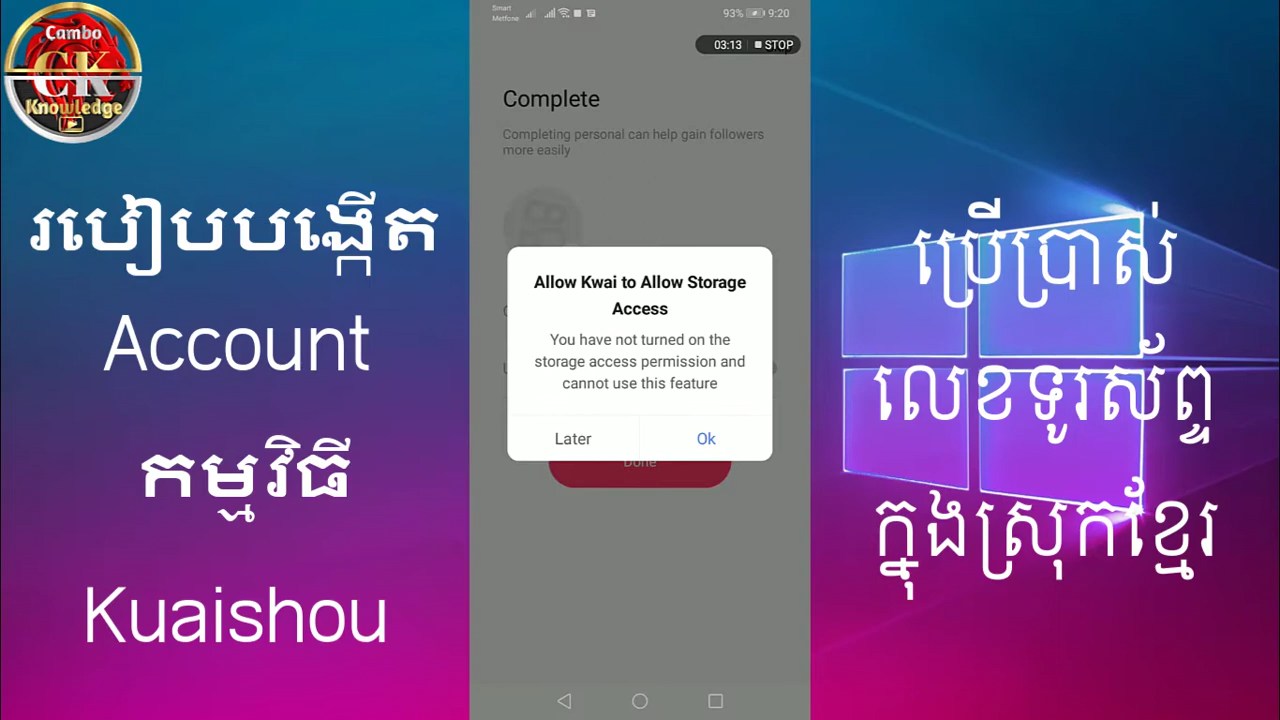 Cambo
CK
Knowledge
របៀបបង្កើត
Account
កម្មវិធី
Kuaishou
Smart
Metfone
93%
9:20
03:13
STOP
Complete
Completing personal can help gain followers
more easily
Allow Kwai to Allow Storage
Access
You have not turned on the
storage access permission and
cannot use this feature
Later
Ok
Done
ប្រើប្រាស់
លេខទូរស័ព្ទ
ក្នុងស្រុកខ្មែរ